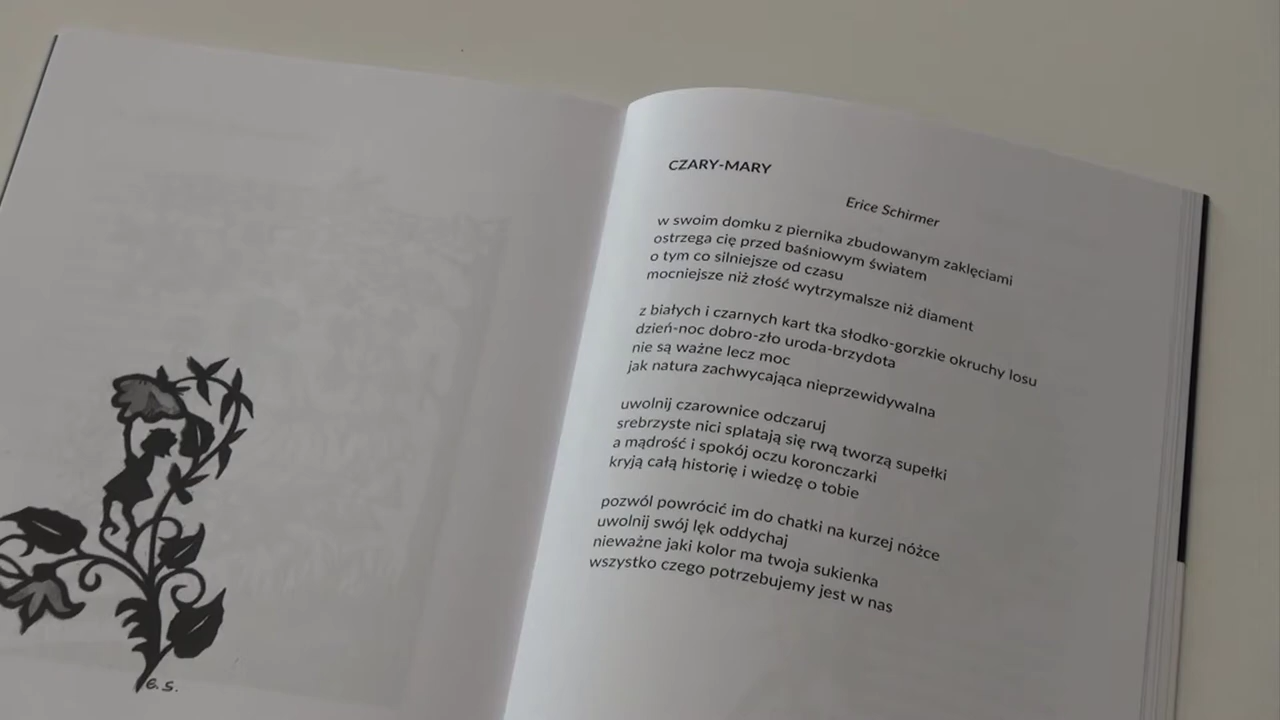 E.S.
CZARY-MARY
Erice Schirmer
w swoim domku z piernika zbudowanym zaklęciami
ostrzega cię przed baśniowym światem
o tym co silniejsze od czasu
mocniejsze niż złość wytrzymalsze niż diament
z białych i czarnych kart tka słodko-gorzkie okruchy losu
dzień-noc dobro-zło uroda-brzydota
nie są ważne lecz moc
jak natura zachwycająca nieprzewidywalna
uwolnij czarownice odczaruj
srebrzyste nici splatają się rwą tworzą supełki
a mądrość i spokój oczu koronczarki
kryją całą historię i wiedzę o tobie
pozwól powrócić im do chatki na kurzej nóżce
uwolnij swój lęk oddychaj
nieważne jaki kolor ma twoja sukienka
wszystko czego potrzebujemy jest w nas